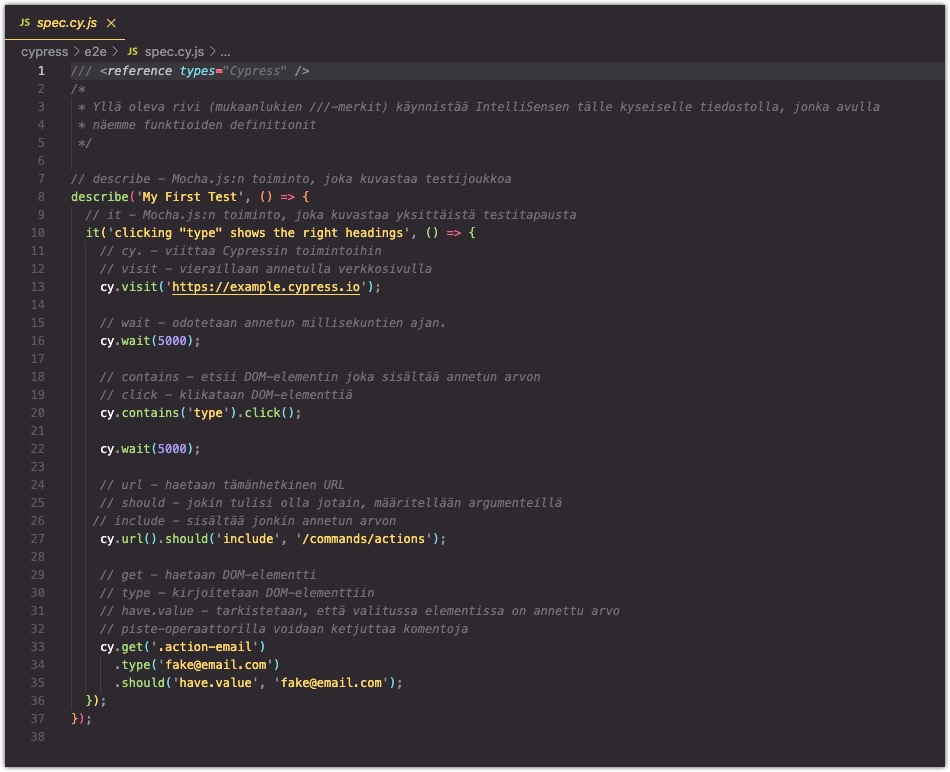 JS spec.cy.js ×
cypress > e2e > JS spec.cy.js > ...
1 /// <reference types="Cypress" />
2 /*
3  * Yllä oleva rivi (mukaanlukien ///-merkit) käynnistää IntelliSensen tälle kyseiselle tiedostolla, jonka avulla
4  * näemme funktioiden definitionit
5  */
6
7 // describe - Mocha.js:n toiminto, joka kuvastaa testijoukkoa
8 describe('My First Test', () => {
9   // it - Mocha.js:n toiminto, joka kuvastaa yksittäistä testitapausta
10   it('clicking "type" shows the right headings', () => {
11     // cy. - viittaa Cypressin toimintoihin
12     // visit - vieraillaan annetulla verkkosivulla
13     cy.visit('https://example.cypress.io');
14
15     // wait - odotetaan annetun millisekuntien ajan.
16     cy.wait(5000);
17
18     // contains - etsii DOM-elementin joka sisältää annetun arvon
19     // click - klikataan DOM-elementtiä
20     cy.contains('type').click();
21
22     cy.wait(5000);
23
24     // url - haetaan tämänhetkinen URL
25     // should - jokin tulisi olla jotain, määritellään argumenteillä
26    // include - sisältää jonkin annetun arvon
27     cy.url().should('include', '/commands/actions');
28
29     // get - haetaan DOM-elementti
30     // type - kirjoitetaan DOM-elementtiin
31     // have.value - tarkistetaan, että valitussa elementissa on annettu arvo
32     // piste-operaattorilla voidaan ketjuttaa komentoja
33     cy.get('.action-email')
34       .type('fake@email.com')
35       .should('have.value', 'fake@email.com');
36   });
37 });
38